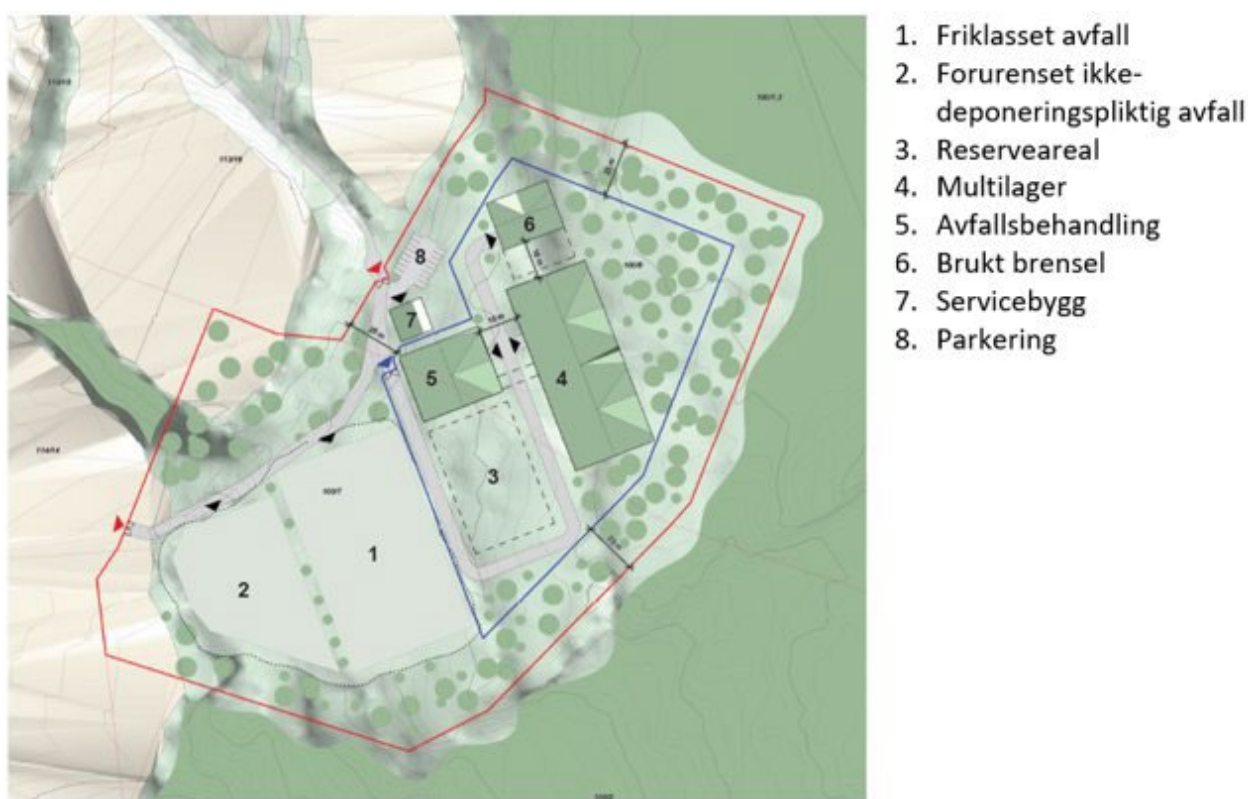 1. Friklasset avfall
2. Forurenset ikke-
deponeringspliktig avfall
3. Reserveareal
4. Multilager
5. Avfallsbehandling
6. Brukt brensel
7. Servicebygg
8. Parkering
8
6
7
5
4
3
1
2